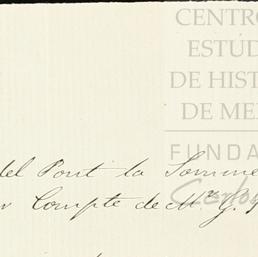 CENTRO
ESTUD
DE HIST
DE ME
FUNDA
del Pont la Somme
Compte de M. G.